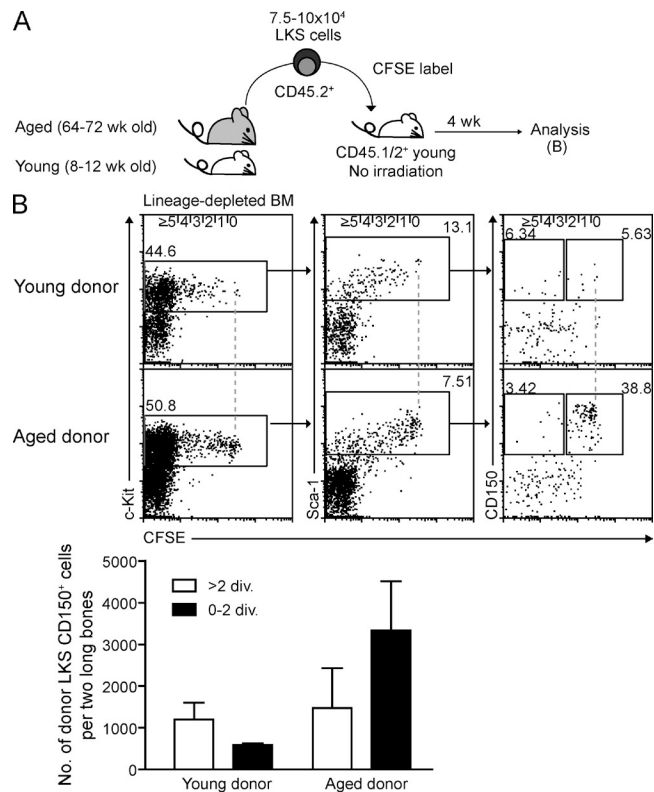 A
7.5-10x10⁴
LKS cells
CFSE label
CD45.2⁺
Aged (64-72 wk old)
Young (8-12 wk old)
4 wk
Analysis
(B)
CD45.1/2⁺ young
No irradiation
B
Lineage-depleted BM
≥5 4 3 2 1 0
≥5 4 3 2 1 0
≥5 4 3 2 1 0
44.6
13.1
6.34
5.63
Young donor
50.8
7.51
3.42
38.8
Aged donor
c-Kit
Sca-1
CD150
CFSE
No. of donor LKS CD150⁺ cells
per two long bones
5000
4000
3000
2000
1000
0
>2 div.
0-2 div.
Young donor
Aged donor